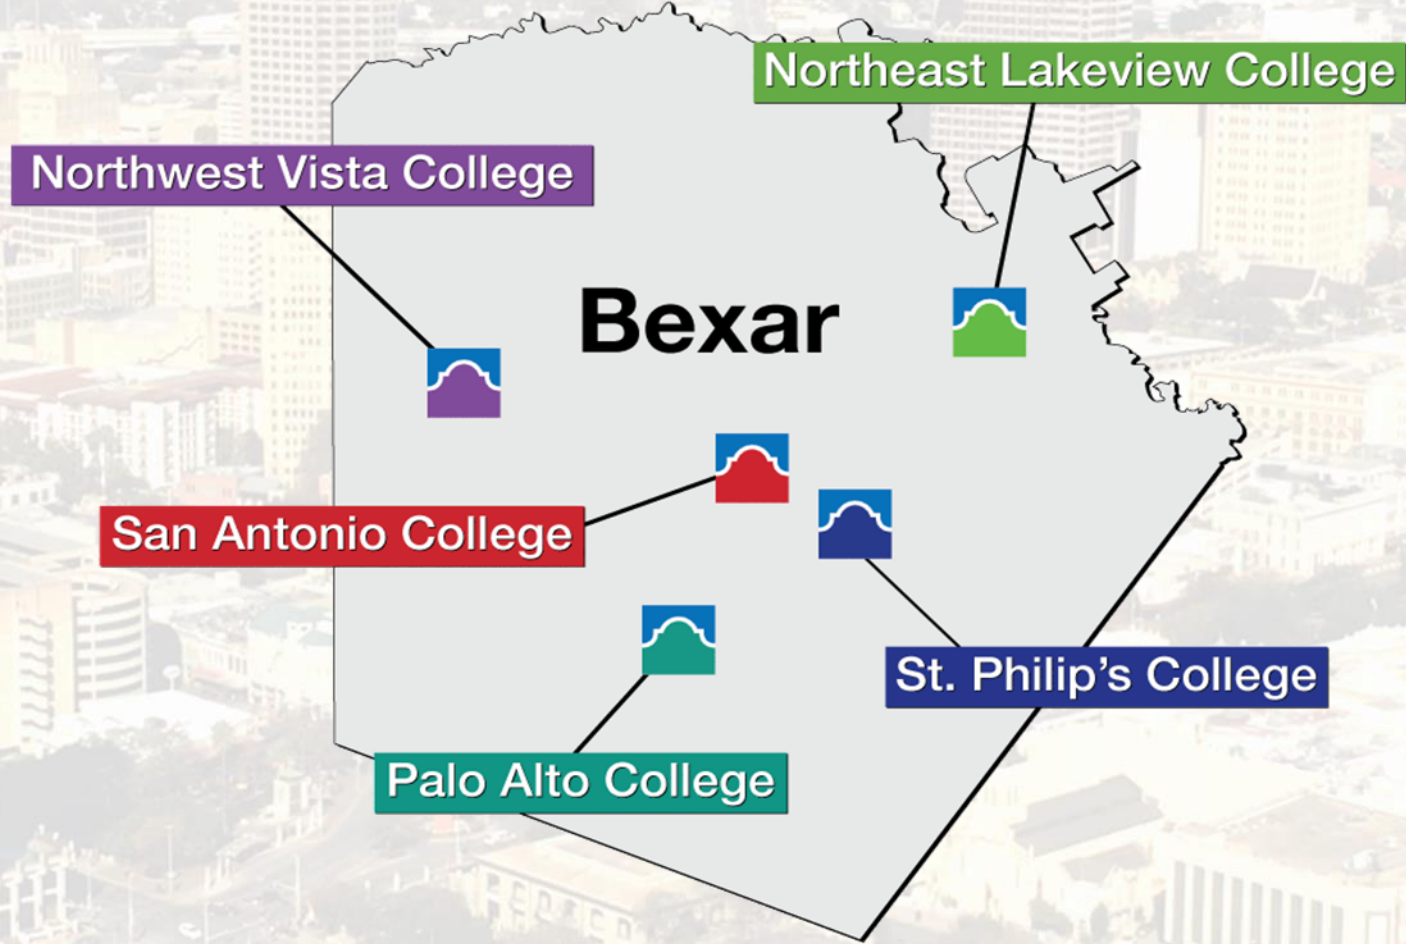 Northeast Lakeview College
Northwest Vista College
Bexar
San Antonio College
St. Philip's College
Palo Alto College